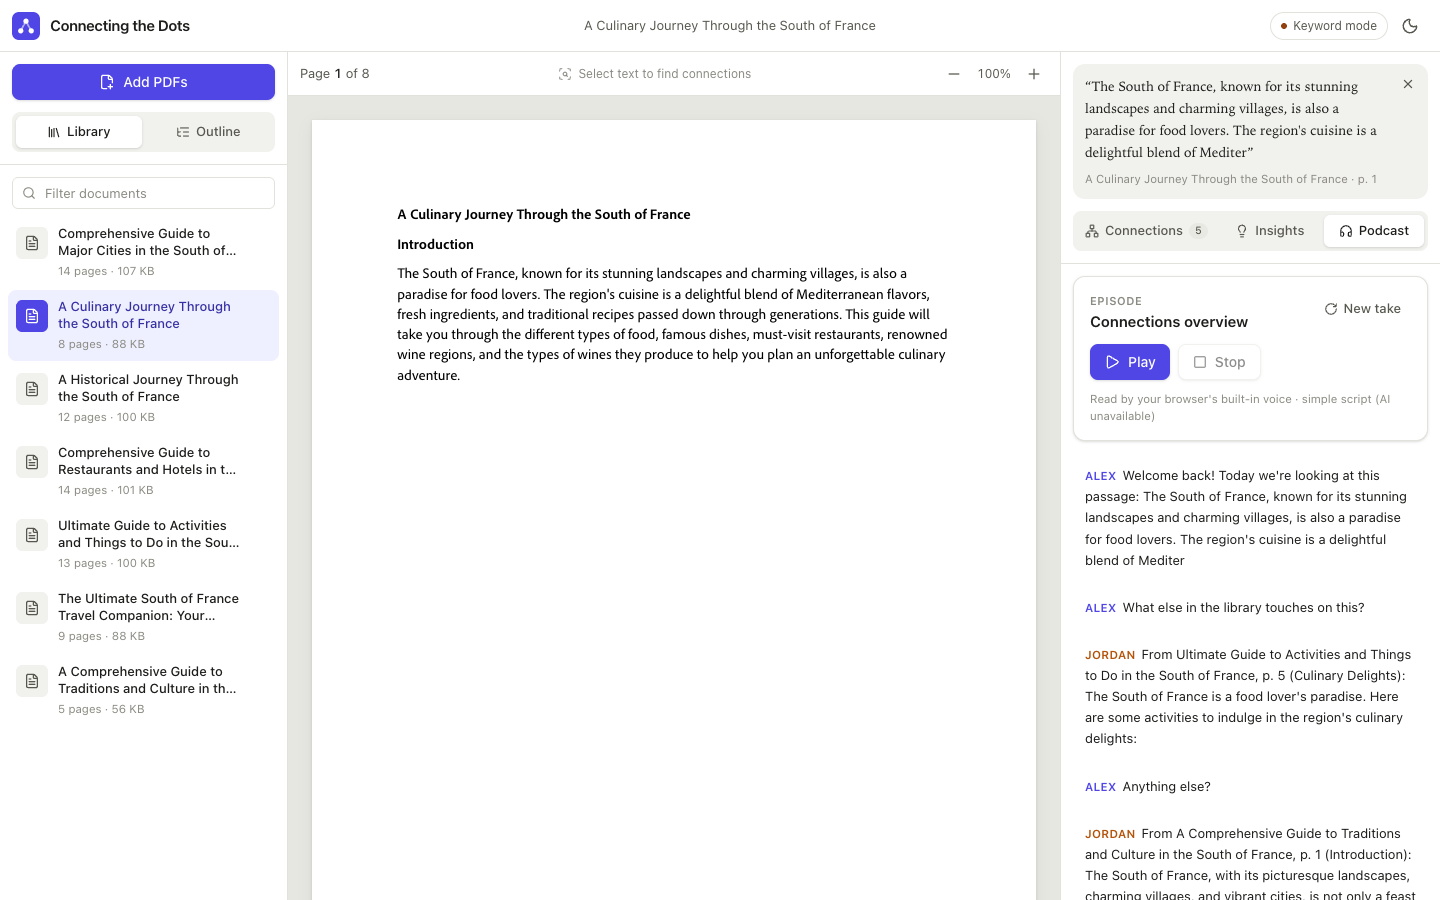 Connecting the Dots
A Culinary Journey Through the South of France
Keyword mode
Add PDFs
Library
Outline
Filter documents
Comprehensive Guide to
Major Cities in the South of...
14 pages · 107 KB
A Culinary Journey Through
the South of France
8 pages · 88 KB
A Historical Journey Through
the South of France
12 pages · 100 KB
Comprehensive Guide to
Restaurants and Hotels in t...
14 pages · 101 KB
Ultimate Guide to Activities
and Things to Do in the Sou...
13 pages · 100 KB
The Ultimate South of France
Travel Companion: Your...
9 pages · 88 KB
A Comprehensive Guide to
Traditions and Culture in th...
5 pages · 56 KB
Page 1 of 8
Select text to find connections
100%
A Culinary Journey Through the South of France
Introduction
The South of France, known for its stunning landscapes and charming villages, is also a
paradise for food lovers. The region's cuisine is a delightful blend of Mediterranean flavors,
fresh ingredients, and traditional recipes passed down through generations. This guide will
take you through the different types of food, famous dishes, must-visit restaurants, renowned
wine regions, and the types of wines they produce to help you plan an unforgettable culinary
adventure.
“The South of France, known for its stunning
landscapes and charming villages, is also a
paradise for food lovers. The region's cuisine is a
delightful blend of Mediter”
A Culinary Journey Through the South of France · p. 1
Connections 5
Insights
Podcast
EPISODE
Connections overview
New take
Play
Stop
Read by your browser's built-in voice · simple script (AI
unavailable)
ALEX Welcome back! Today we're looking at this
passage: The South of France, known for its stunning
landscapes and charming villages, is also a paradise
for food lovers. The region's cuisine is a delightful
blend of Mediter
ALEX What else in the library touches on this?
JORDAN From Ultimate Guide to Activities and Things
to Do in the South of France, p. 5 (Culinary Delights):
The South of France is a food lover's paradise. Here
are some activities to indulge in the region's culinary
delights:
ALEX Anything else?
JORDAN From A Comprehensive Guide to Traditions
and Culture in the South of France, p. 1 (Introduction):
The South of France, with its picturesque landscapes,
charming villages, and vibrant cities, is not only a feast